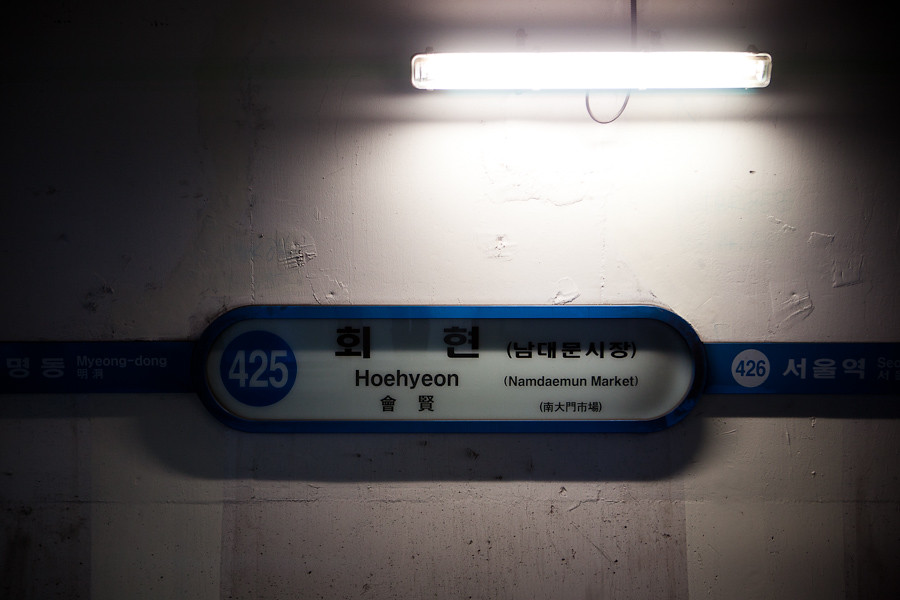 명동 Myeong-dong
425
회현 (남대문시장)
Hoehyeon (Namdaemun Market)
會賢 (南大門市場)
426 서울역